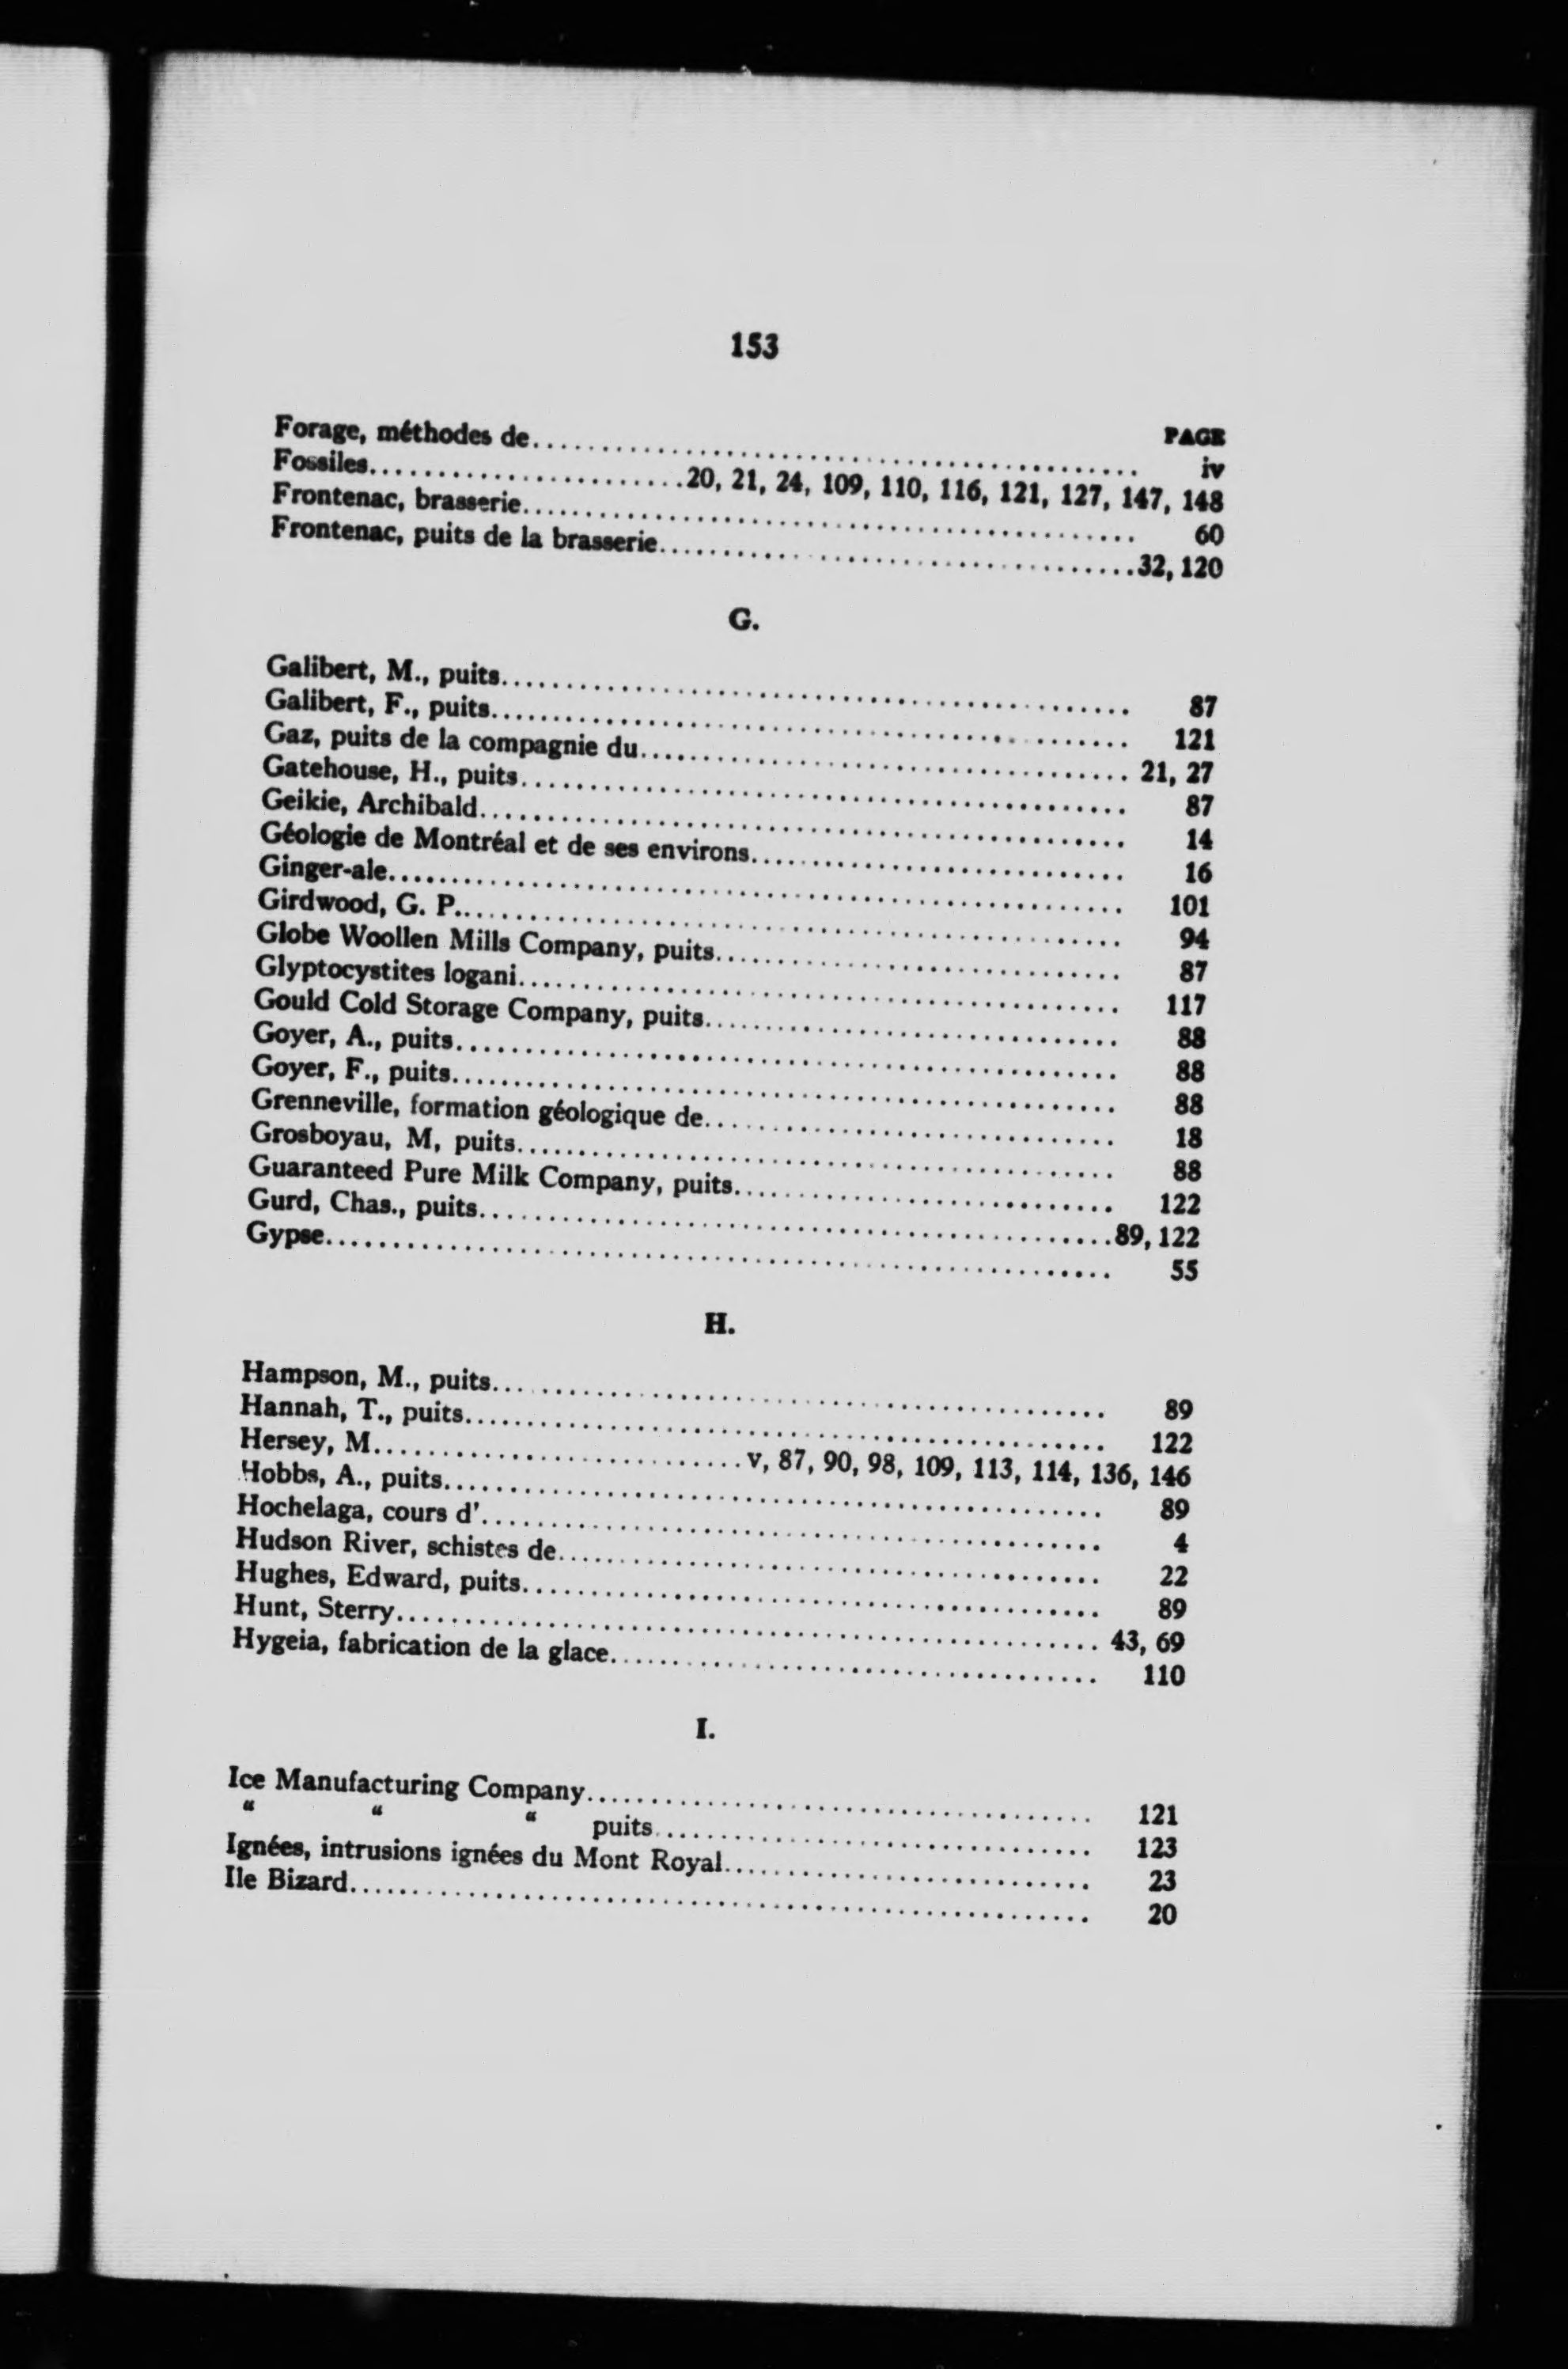 153
PAGE
Forage, méthodes de........ iv
Fossiles........20, 21, 24, 109, 110, 116, 121, 127, 147, 148
Frontenac, brasserie........ 60
Frontenac, puits de la brasserie........32, 120
G.
Galibert, M., puits........ 87
Galibert, F., puits........ 121
Gaz, puits de la compagnie du........ 21, 27
Gatehouse, H., puits........ 87
Geikie, Archibald........ 14
Géologie de Montréal et de ses environs........ 16
Ginger-ale........ 101
Girdwood, G. P........ 94
Globe Woollen Mills Company, puits........ 87
Glyptocystites logani........ 117
Gould Cold Storage Company, puits........ 88
Goyer, A., puits........ 88
Goyer, F., puits........ 88
Grenneville, formation géologique de........ 18
Grosboyau, M, puits........ 88
Guaranteed Pure Milk Company, puits........ 122
Gurd, Chas., puits........89, 122
Gypse........ 55
H.
Hampson, M., puits........ 89
Hannah, T., puits........ 122
Hersey, M........v, 87, 90, 98, 109, 113, 114, 136, 146
Hobbs, A., puits........ 89
Hochelaga, cours d'........ 4
Hudson River, schistes de........ 22
Hughes, Edward, puits........ 89
Hunt, Sterry........ 43, 69
Hygeia, fabrication de la glace........ 110
I.
Ice Manufacturing Company........ 121
" " " puits........ 123
Ignées, intrusions ignées du Mont Royal........ 23
Ile Bizard........ 20